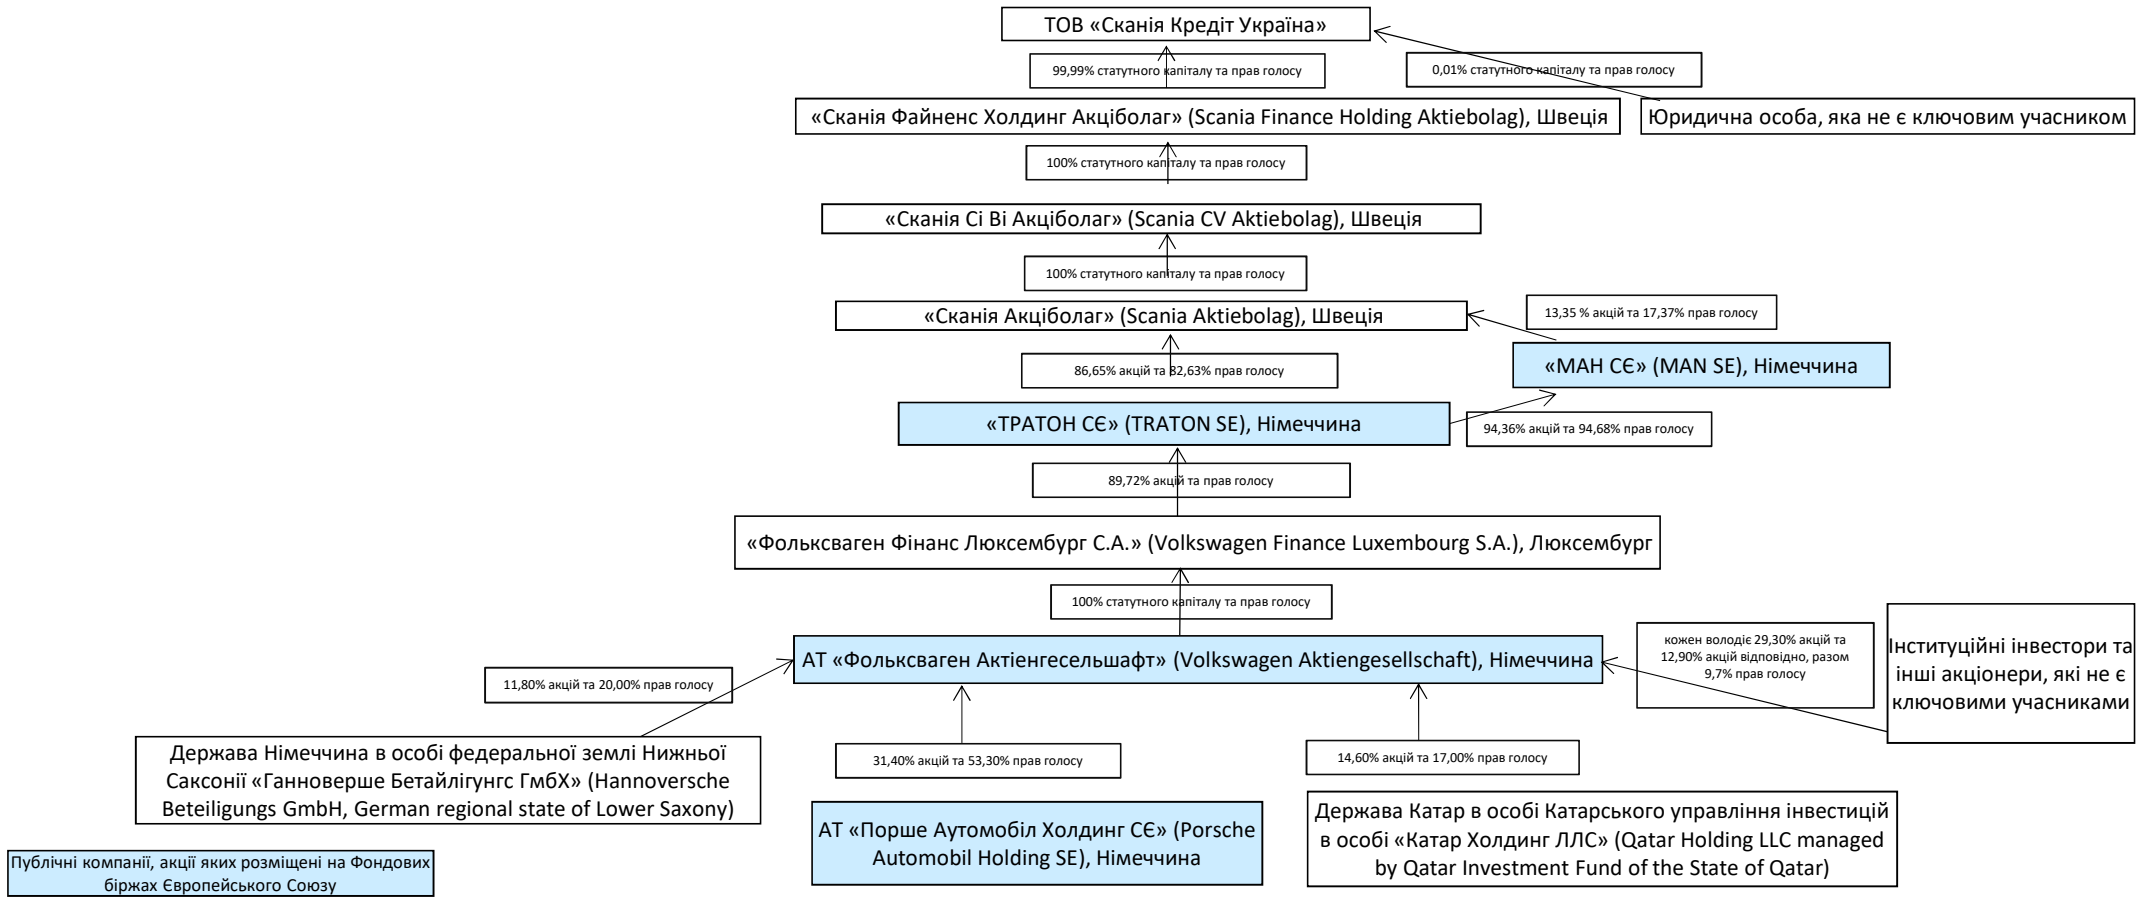 ТОВ «Сканія Кредіт Україна»
99,99% статутного капіталу та прав голосу
0,01% статутного капіталу та прав голосу
«Сканія Файненс Холдинг Акціболаг» (Scania Finance Holding Aktiebolag), Швеція
Юридична особа, яка не є ключовим учасником
100% статутного капіталу та прав голосу
«Сканія Сі Ві Акціболаг» (Scania CV Aktiebolag), Швеція
100% статутного капіталу та прав голосу
«Сканія Акціболаг» (Scania Aktiebolag), Швеція
13,35 % акцій та 17,37% прав голосу
86,65% акцій та 82,63% прав голосу
«МАН СЄ» (MAN SE), Німеччина
«ТРАТОН СЄ» (TRATON SE), Німеччина
94,36% акцій та 94,68% прав голосу
89,72% акцій та прав голосу
«Фольксваген Фінанс Люксембург С.А.» (Volkswagen Finance Luxembourg S.A.), Люксембург
100% статутного капіталу та прав голосу
АТ «Фольксваген Актієнгесельшафт» (Volkswagen Aktiengesellschaft), Німеччина
кожен володіє 29,30% акцій та
12,90% акцій відповідно, разом
9,7% прав голосу
Інституційні інвестори та
інші акціонери, які не є
ключовими учасниками
11,80% акцій та 20,00% прав голосу
Держава Німеччина в особі федеральної землі Нижньої
Саксонії «Ганноверше Бетайлігунгс ГмбХ» (Hannoversche
Beteiligungs GmbH, German regional state of Lower Saxony)
31,40% акцій та 53,30% прав голосу
14,60% акцій та 17,00% прав голосу
АТ «Порше Аутомобіл Холдинг СЄ» (Porsche
Automobil Holding SE), Німеччина
Держава Катар в особі Катарського управління інвестицій
в особі «Катар Холдинг ЛЛС» (Qatar Holding LLC managed
by Qatar Investment Fund of the State of Qatar)
Публічні компанії, акції яких розміщені на Фондових
біржах Європейського Союзу